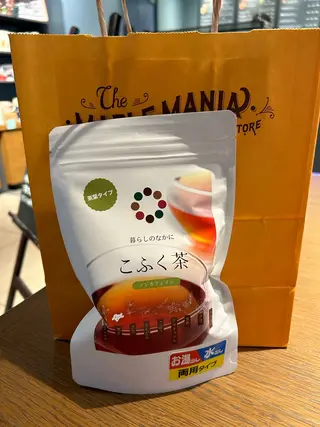 The
MAPLE MANIA
STORE
茶葉タイプ
暮らしのなかに
こふく茶
ノンカフェイン
お湯出し 水出し
両用タイプ